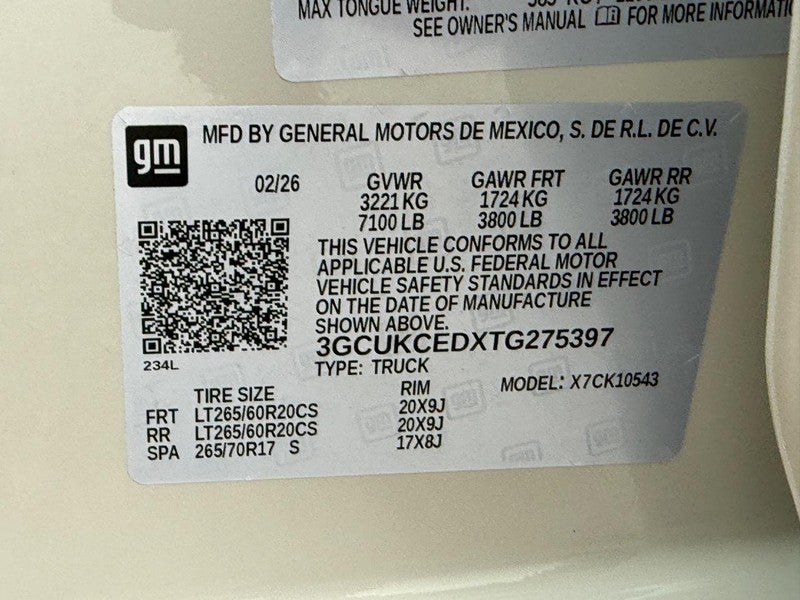 MAX TONGUE WEIGHT:
SEE OWNER'S MANUAL FOR MORE INFORMATIO
gm
MFD BY GENERAL MOTORS DE MEXICO, S. DE R.L. DE C.V.
02/26 GVWR GAWR FRT GAWR RR
3221 KG 1724 KG 1724 KG
7100 LB 3800 LB 3800 LB
THIS VEHICLE CONFORMS TO ALL
APPLICABLE U.S. FEDERAL MOTOR
VEHICLE SAFETY STANDARDS IN EFFECT
ON THE DATE OF MANUFACTURE
SHOWN ABOVE.
3GCUKCEDXTG275397
234L
TYPE: TRUCK
MODEL: X7CK10543
TIRE SIZE RIM
FRT LT265/60R20CS 20X9J
RR LT265/60R20CS 20X9J
SPA 265/70R17 S 17X8J